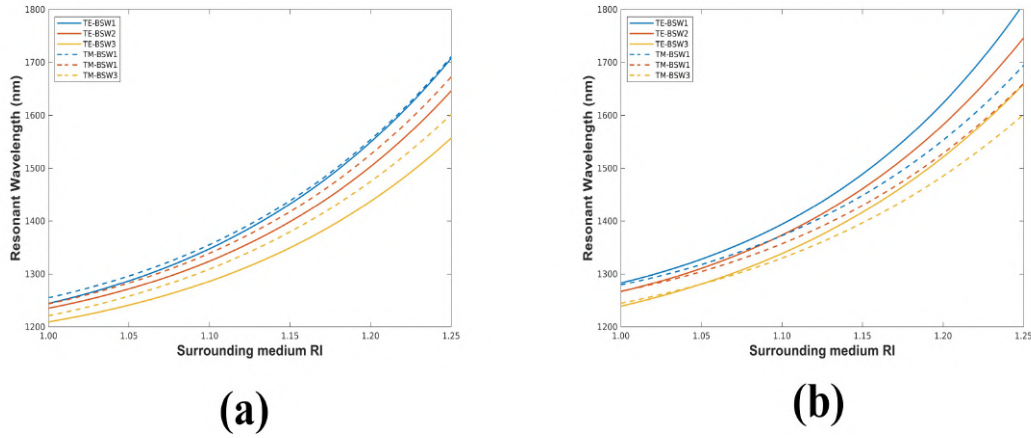 1800
1700
1600
1500
1400
1300
1200
Resonant Wavelength (nm)
TE-BSW1
TE-BSW2
TE-BSW3
TM-BSW1
TM-BSW1
TM-BSW3
1.00
1.05
1.10
1.15
1.20
1.25
Surrounding medium RI
(a)
1800
1700
1600
1500
1400
1300
1200
Resonant Wavelength (nm)
TE-BSW1
TE-BSW2
TE-BSW3
TM-BSW1
TM-BSW1
TM-BSW3
1.00
1.05
1.10
1.15
1.20
1.25
Surrounding medium RI
(b)